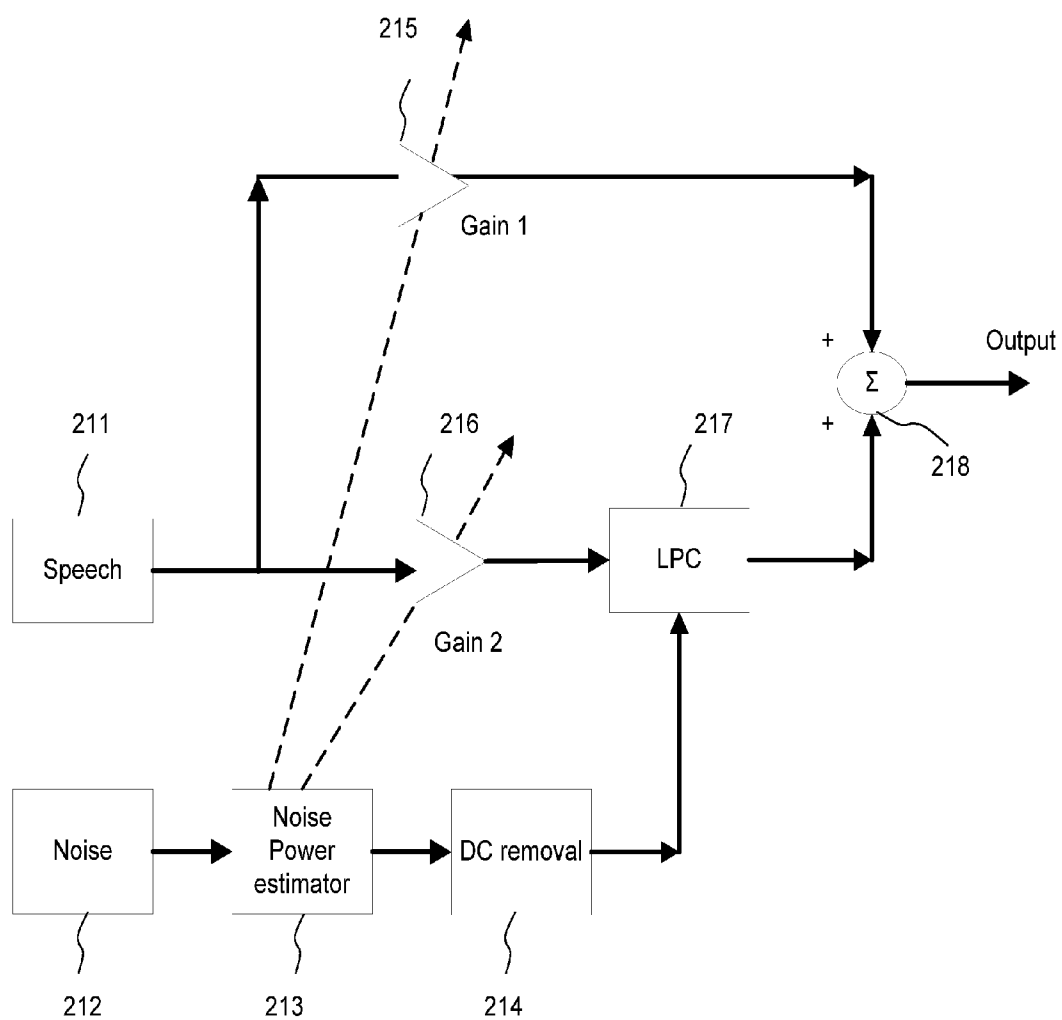 215
Gain 1
+
Output
Σ
+
211
216
217
218
Speech
LPC
Gain 2
Noise
Noise
Power
estimator
DC removal
212
213
214